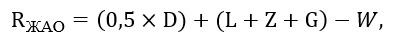 R_ЖАО = (0,5 × D) + (L + Z + G) − W,